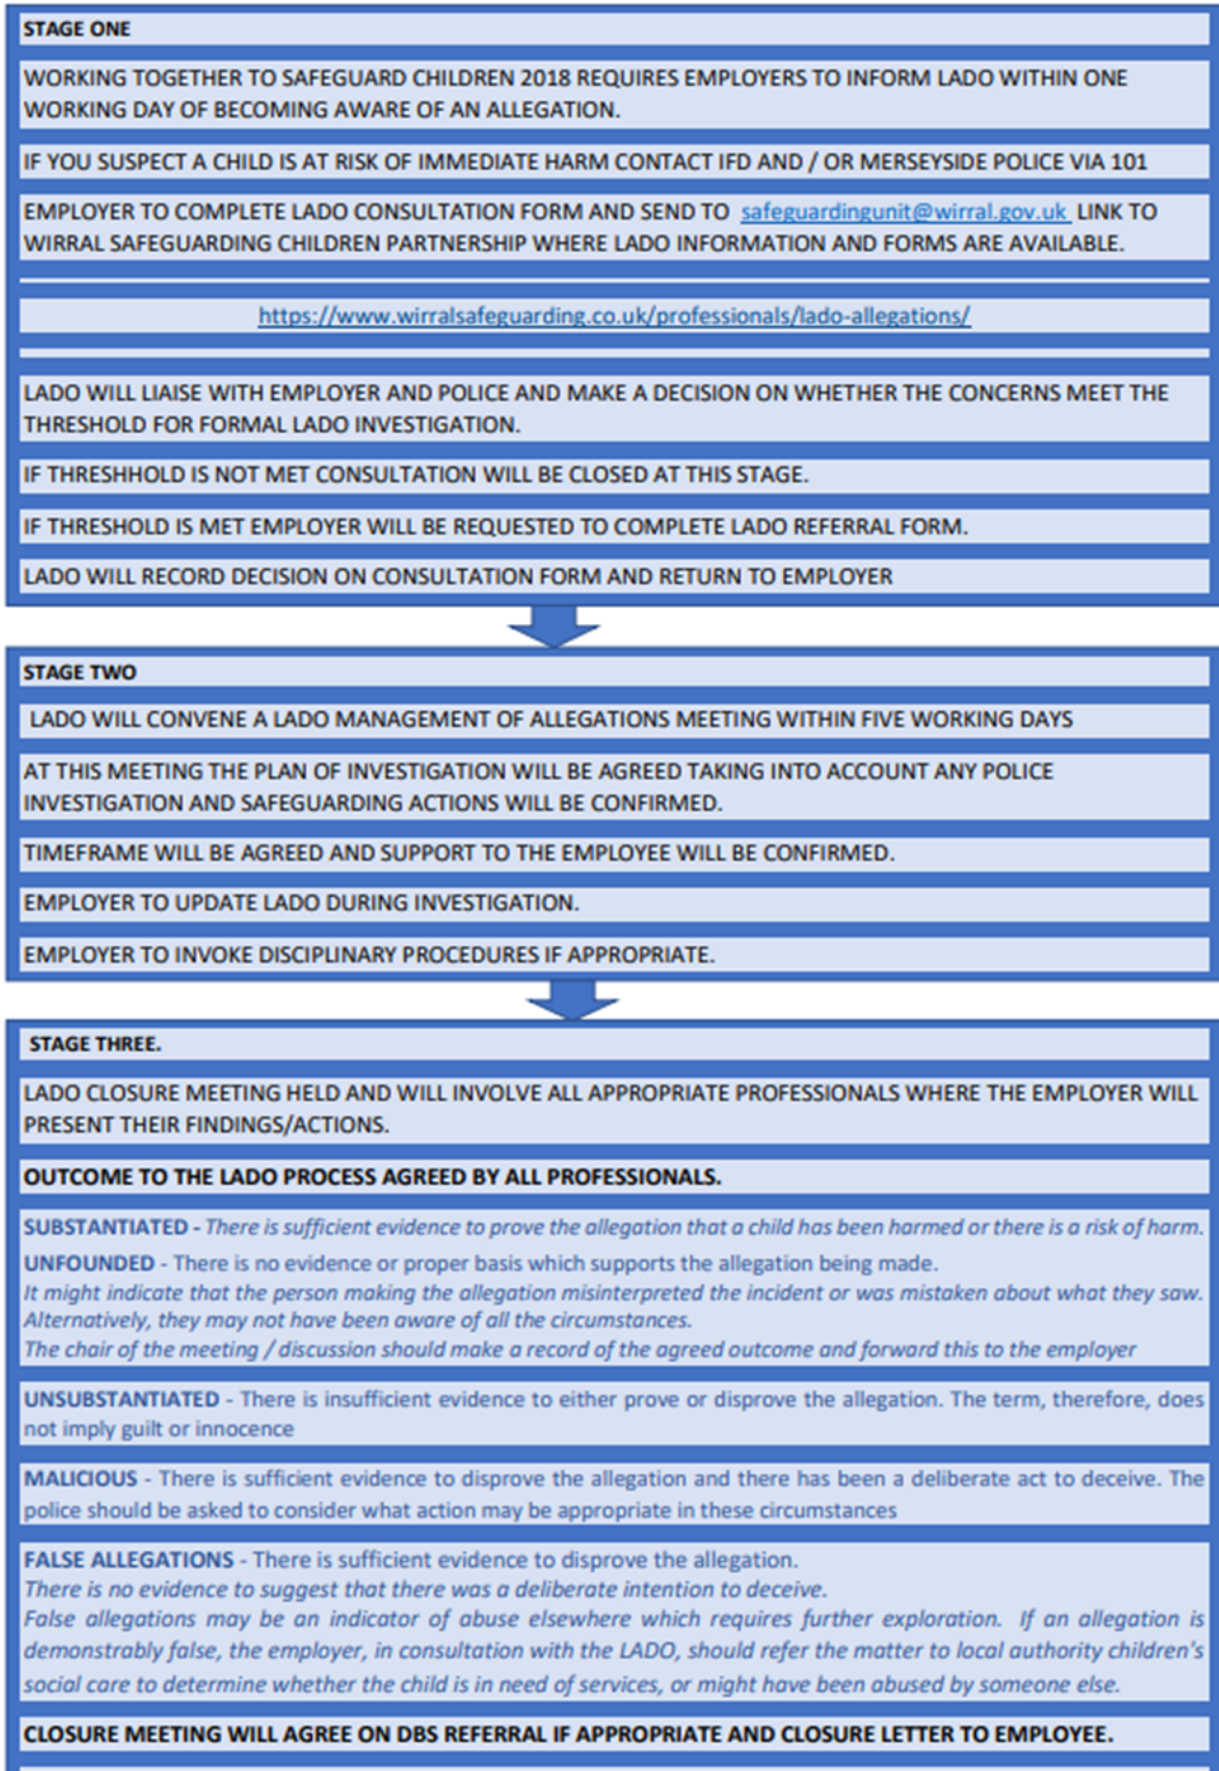 STAGE ONE
WORKING TOGETHER TO SAFEGUARD CHILDREN 2018 REQUIRES EMPLOYERS TO INFORM LADO WITHIN ONE
WORKING DAY OF BECOMING AWARE OF AN ALLEGATION.
IF YOU SUSPECT A CHILD IS AT RISK OF IMMEDIATE HARM CONTACT IFD AND / OR MERSEYSIDE POLICE VIA 101
EMPLOYER TO COMPLETE LADO CONSULTATION FORM AND SEND TO safeguardingunit@wirral.gov.uk LINK TO
WIRRAL SAFEGUARDING CHILDREN PARTNERSHIP WHERE LADO INFORMATION AND FORMS ARE AVAILABLE.
https://www.wirralsafeguarding.co.uk/professionals/lado-allegations/
LADO WILL LIAISE WITH EMPLOYER AND POLICE AND MAKE A DECISION ON WHETHER THE CONCERNS MEET THE
THRESHOLD FOR FORMAL LADO INVESTIGATION.
IF THRESHHOLD IS NOT MET CONSULTATION WILL BE CLOSED AT THIS STAGE.
IF THRESHOLD IS MET EMPLOYER WILL BE REQUESTED TO COMPLETE LADO REFERRAL FORM.
LADO WILL RECORD DECISION ON CONSULTATION FORM AND RETURN TO EMPLOYER
STAGE TWO
LADO WILL CONVENE A LADO MANAGEMENT OF ALLEGATIONS MEETING WITHIN FIVE WORKING DAYS
AT THIS MEETING THE PLAN OF INVESTIGATION WILL BE AGREED TAKING INTO ACCOUNT ANY POLICE
INVESTIGATION AND SAFEGUARDING ACTIONS WILL BE CONFIRMED.
TIMEFRAME WILL BE AGREED AND SUPPORT TO THE EMPLOYEE WILL BE CONFIRMED.
EMPLOYER TO UPDATE LADO DURING INVESTIGATION.
EMPLOYER TO INVOKE DISCIPLINARY PROCEDURES IF APPROPRIATE.
STAGE THREE.
LADO CLOSURE MEETING HELD AND WILL INVOLVE ALL APPROPRIATE PROFESSIONALS WHERE THE EMPLOYER WILL
PRESENT THEIR FINDINGS/ACTIONS.
OUTCOME TO THE LADO PROCESS AGREED BY ALL PROFESSIONALS.
SUBSTANTIATED - There is sufficient evidence to prove the allegation that a child has been harmed or there is a risk of harm.
UNFOUNDED - There is no evidence or proper basis which supports the allegation being made.
It might indicate that the person making the allegation misinterpreted the incident or was mistaken about what they saw.
Alternatively, they may not have been aware of all the circumstances.
The chair of the meeting / discussion should make a record of the agreed outcome and forward this to the employer
UNSUBSTANTIATED - There is insufficient evidence to either prove or disprove the allegation. The term, therefore, does
not imply guilt or innocence
MALICIOUS - There is sufficient evidence to disprove the allegation and there has been a deliberate act to deceive. The
police should be asked to consider what action may be appropriate in these circumstances
FALSE ALLEGATIONS - There is sufficient evidence to disprove the allegation.
There is no evidence to suggest that there was a deliberate intention to deceive.
False allegations may be an indicator of abuse elsewhere which requires further exploration. If an allegation is
demonstrably false, the employer, in consultation with the LADO, should refer the matter to local authority children's
social care to determine whether the child is in need of services, or might have been abused by someone else.
CLOSURE MEETING WILL AGREE ON DBS REFERRAL IF APPROPRIATE AND CLOSURE LETTER TO EMPLOYEE.